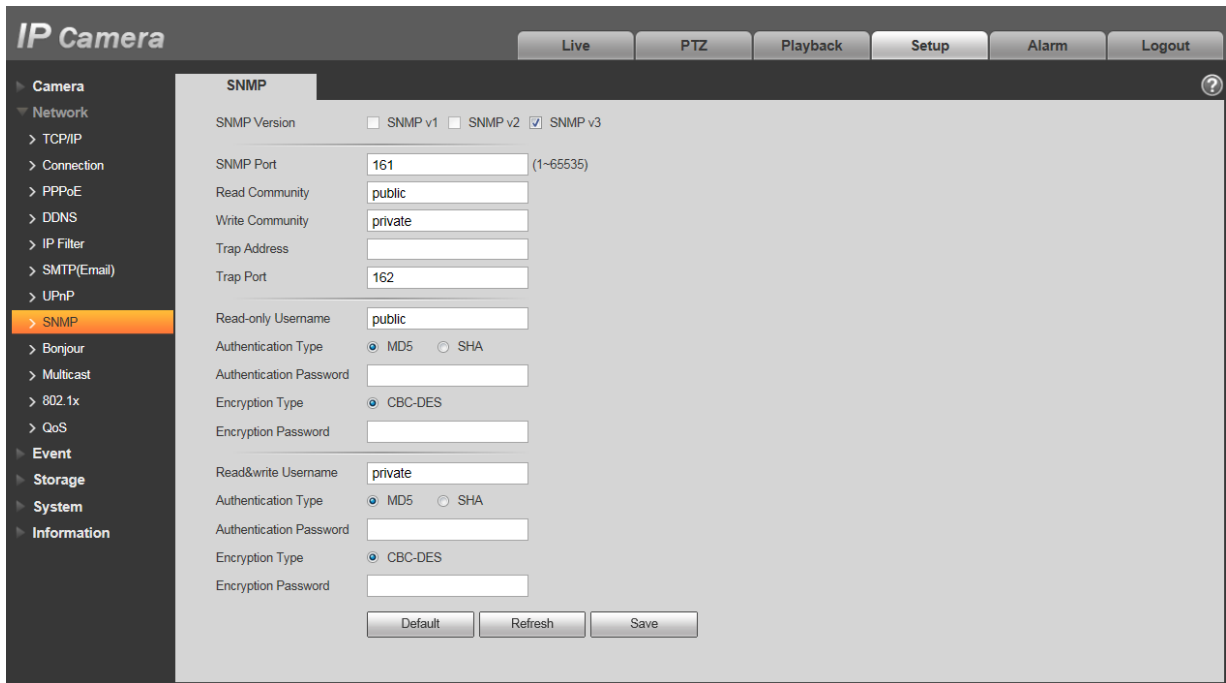 IP Camera
Live PTZ Playback Setup Alarm Logout
Camera
Network
> TCP/IP
> Connection
> PPPoE
> DDNS
> IP Filter
> SMTP(Email)
> UPnP
> SNMP
> Bonjour
> Multicast
> 802.1x
> QoS
Event
Storage
System
Information
SNMP
?
SNMP Version SNMP v1 SNMP v2 SNMP v3
SNMP Port 161 (1~65535)
Read Community public
Write Community private
Trap Address
Trap Port 162
Read-only Username public
Authentication Type MD5 SHA
Authentication Password
Encryption Type CBC-DES
Encryption Password
Read&write Username private
Authentication Type MD5 SHA
Authentication Password
Encryption Type CBC-DES
Encryption Password
Default Refresh Save